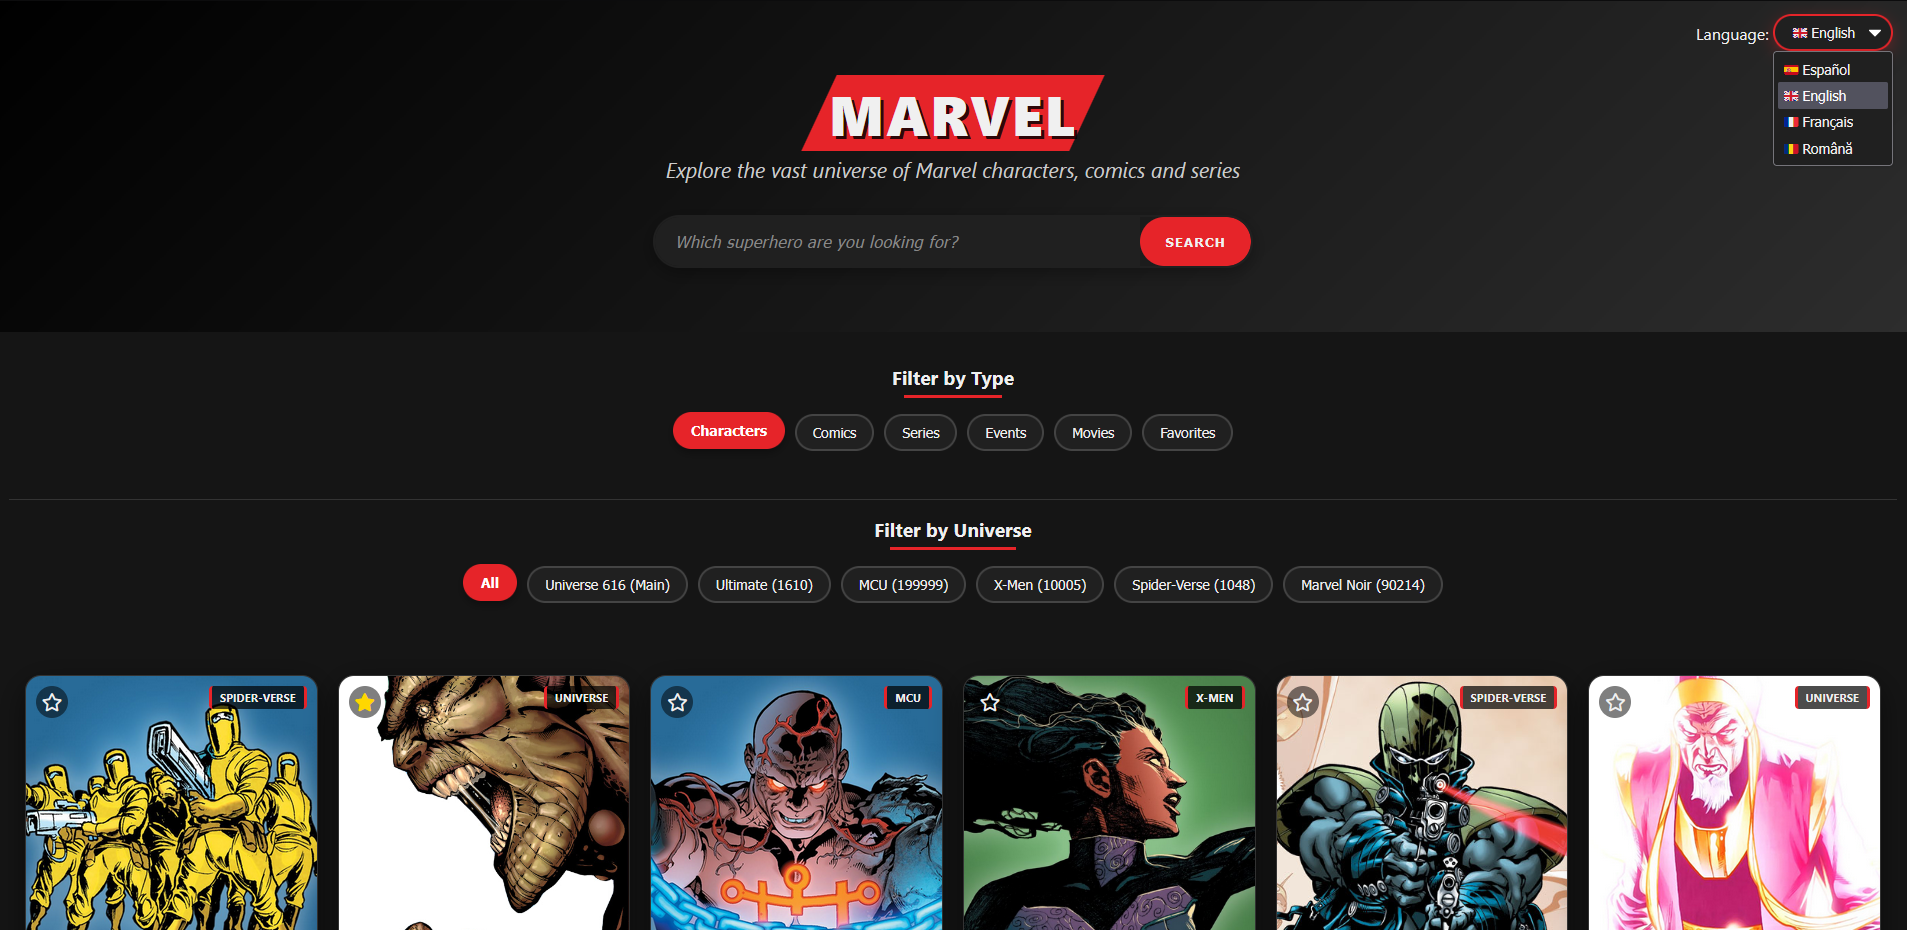 Language: English
Español
English
Français
Română
MARVEL
Explore the vast universe of Marvel characters, comics and series
Which superhero are you looking for?
SEARCH
Filter by Type
Characters
Comics
Series
Events
Movies
Favorites
Filter by Universe
All
Universe 616 (Main)
Ultimate (1610)
MCU (199999)
X-Men (10005)
Spider-Verse (1048)
Marvel Noir (90214)
SPIDER-VERSE
UNIVERSE
MCU
X-MEN
SPIDER-VERSE
UNIVERSE